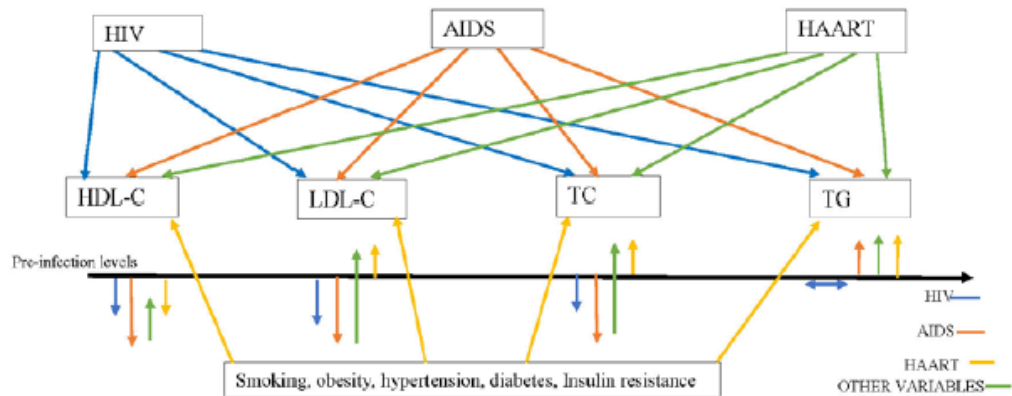 HIV
AIDS
HAART
HDL-C
LDL-C
TC
TG
Pre-infection levels
HIV
AIDS
HAART
OTHER VARIABLES
Smoking, obesity, hypertension, diabetes, Insulin resistance